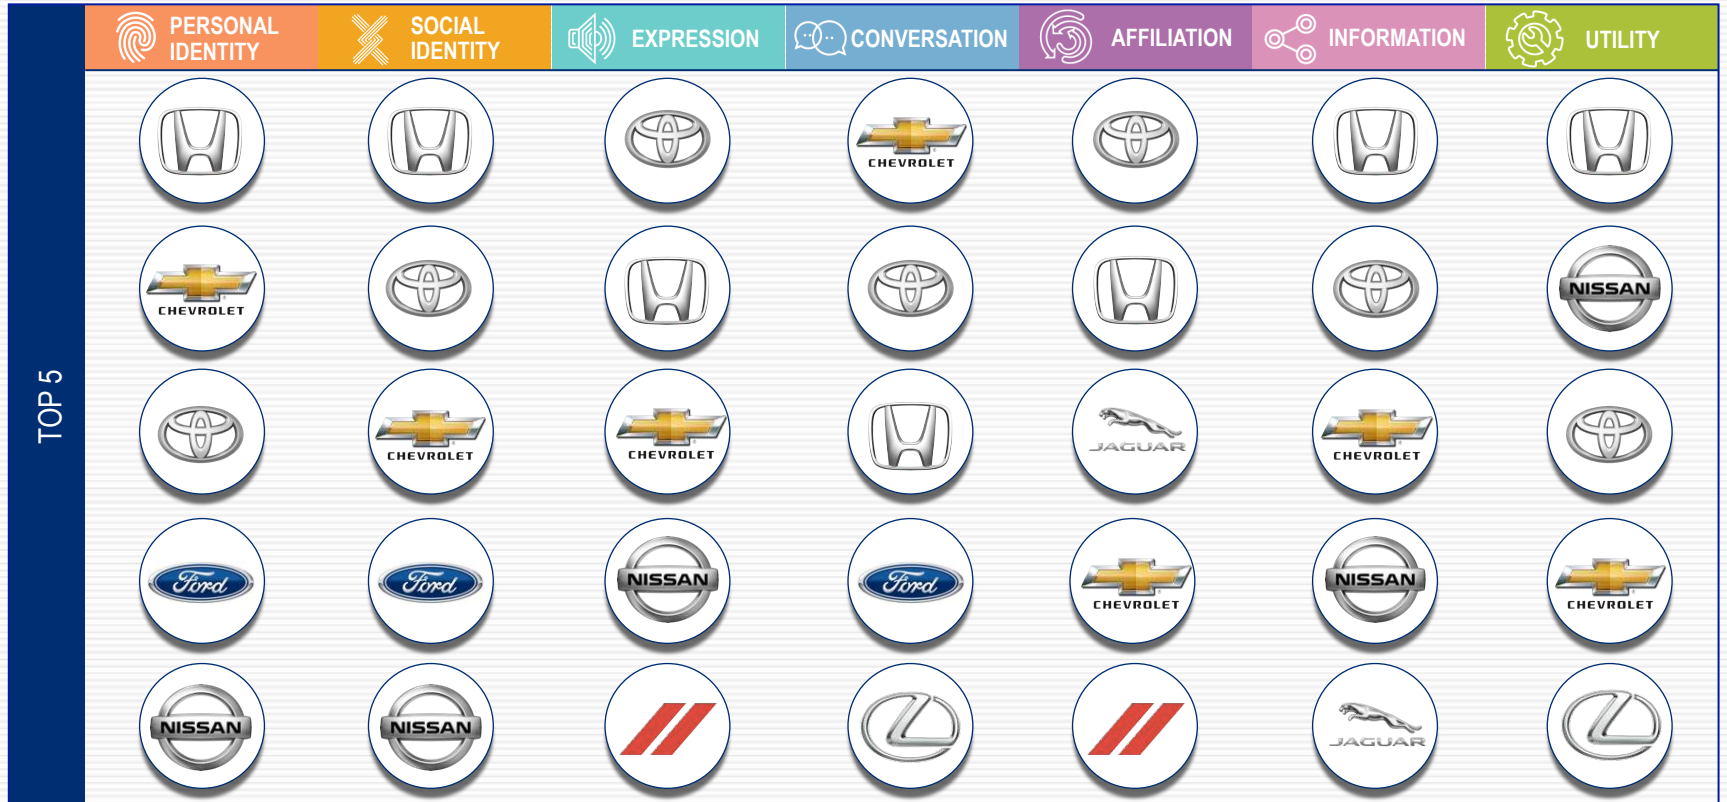 PERSONAL
IDENTITY
SOCIAL
IDENTITY
EXPRESSION
CONVERSATION
AFFILIATION
INFORMATION
UTILITY
TOP 5
CHEVROLET
CHEVROLET
NISSAN
CHEVROLET
CHEVROLET
JAGUAR
CHEVROLET
Ford
Ford
NISSAN
Ford
CHEVROLET
NISSAN
CHEVROLET
NISSAN
NISSAN
JAGUAR